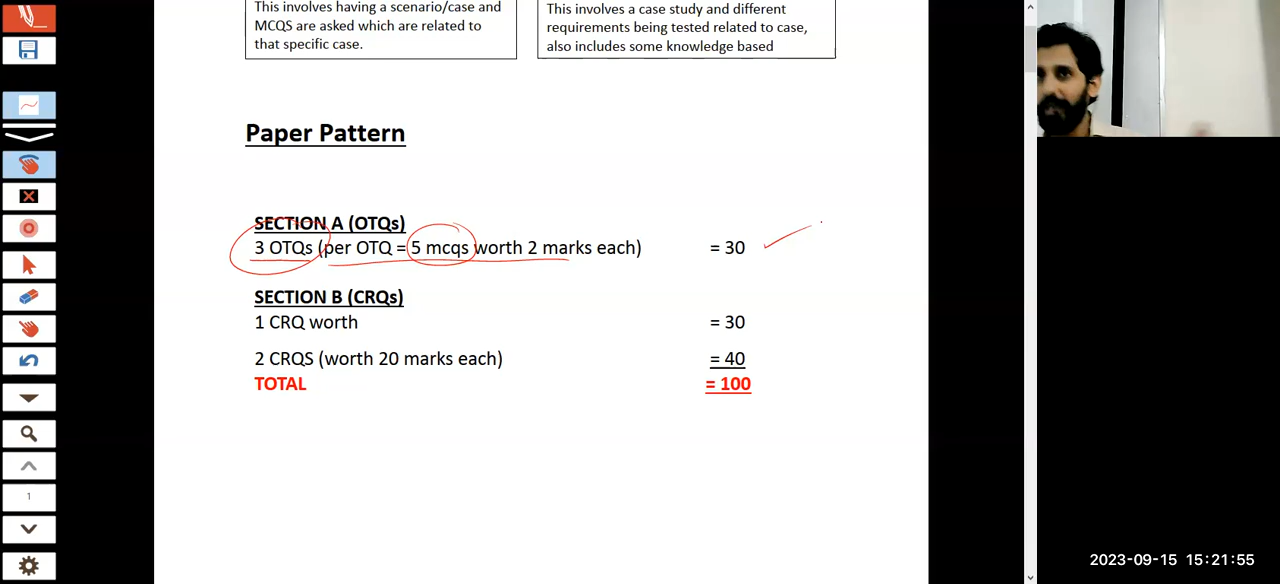 This involves having a scenario/case and
MCQS are asked which are related to
that specific case.
This involves a case study and different
requirements being tested related to case,
also includes some knowledge based
Paper Pattern
SECTION A (OTQs)
3 OTQs (per OTQ = 5 mcqs worth 2 marks each) = 30
SECTION B (CRQs)
1 CRQ worth = 30
2 CRQS (worth 20 marks each) = 40
TOTAL = 100
1
2023-09-15 15:21:55